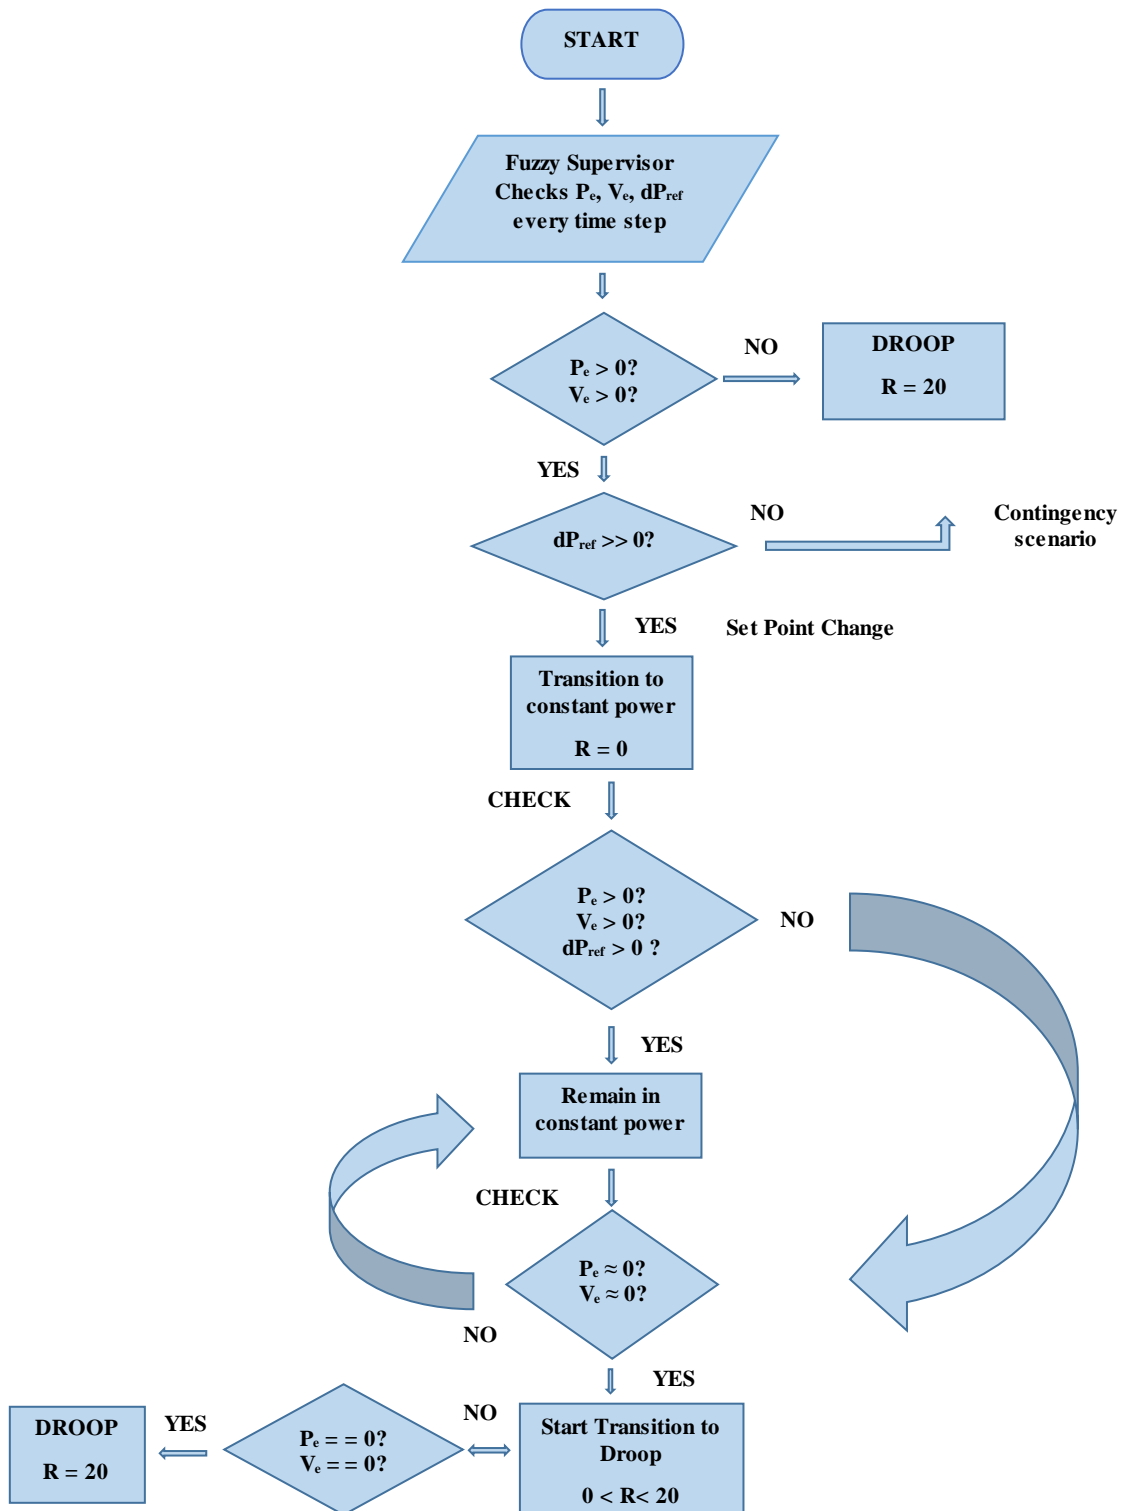 START
Fuzzy Supervisor
Checks Pₑ, Vₑ, dP_ref
every time step
Pₑ > 0?
Vₑ > 0?
NO
DROOP
R = 20
YES
dP_ref >> 0?
NO
Contingency
scenario
YES
Set Point Change
Transition to
constant power
R = 0
CHECK
Pₑ > 0?
Vₑ > 0?
dP_ref > 0 ?
NO
YES
Remain in
constant power
CHECK
Pₑ ≈ 0?
Vₑ ≈ 0?
NO
YES
Start Transition to
Droop
0 < R< 20
NO
Pₑ = = 0?
Vₑ = = 0?
YES
DROOP
R = 20